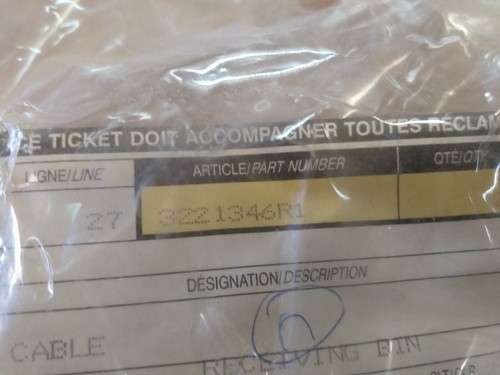 CE TICKET DOIT ACCOMPAGNER TOUTES RÉCLAM
LIGNE/LINE ARTICLE/PART NUMBER QTÉ/QTY
27 3221346R1
DÉSIGNATION/DESCRIPTION
CABLE
RECEIVING BIN